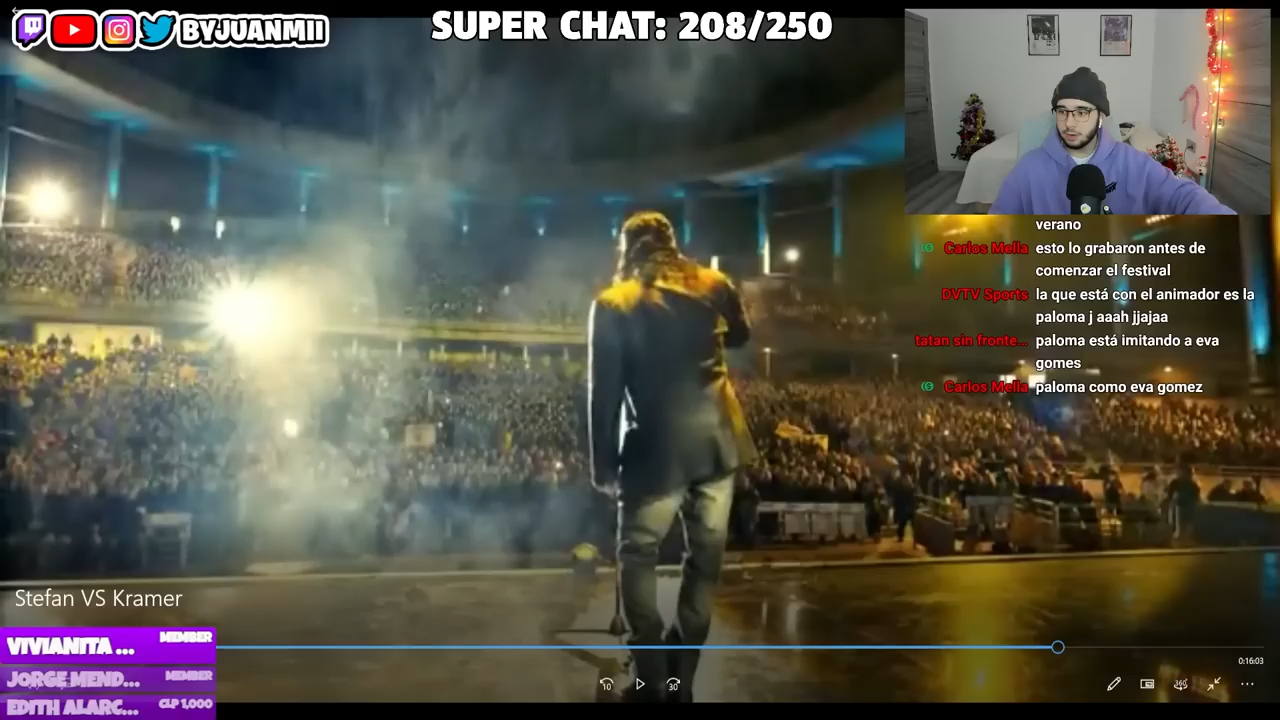 BYJUANMII
SUPER CHAT: 208/250
verano
Carlos Mella esto lo grabaron antes de
comenzar el festival
DVTV Sports la que está con el animador es la
paloma j aaah jjajaa
tatan sin fronte... paloma está imitando a eva
gomes
Carlos Mella paloma como eva gomez
Stefan VS Kramer
VIVIANITA ... MEMBER
JORGE MEND... MEMBER
EDITH ALARC... CLP 1,000
0:16:03
10
30